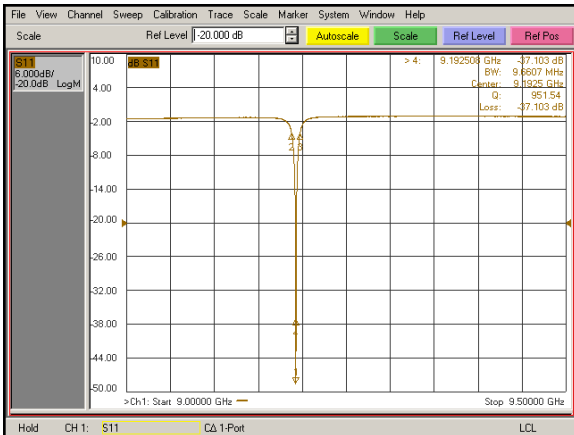 File View Channel Sweep Calibration Trace Scale Marker System Window Help
Scale Ref Level -20.000 dB Autoscale Scale Ref Level Ref Pos
S11
6.000dB/
-20.0dB LogM
10.00 dB S11
4.00
-2.00
-8.00
-14.00
-20.00
-26.00
-32.00
-38.00
-44.00
-50.00
> 4: 9.192508 GHz -37.103 dB
BW: 9.6607 MHz
Center: 9.1925 GHz
Q: 951.54
Loss: -37.103 dB
2 3
>Ch1: Start 9.00000 GHz Stop 9.50000 GHz
Hold CH 1: S11 C∆ 1-Port LCL